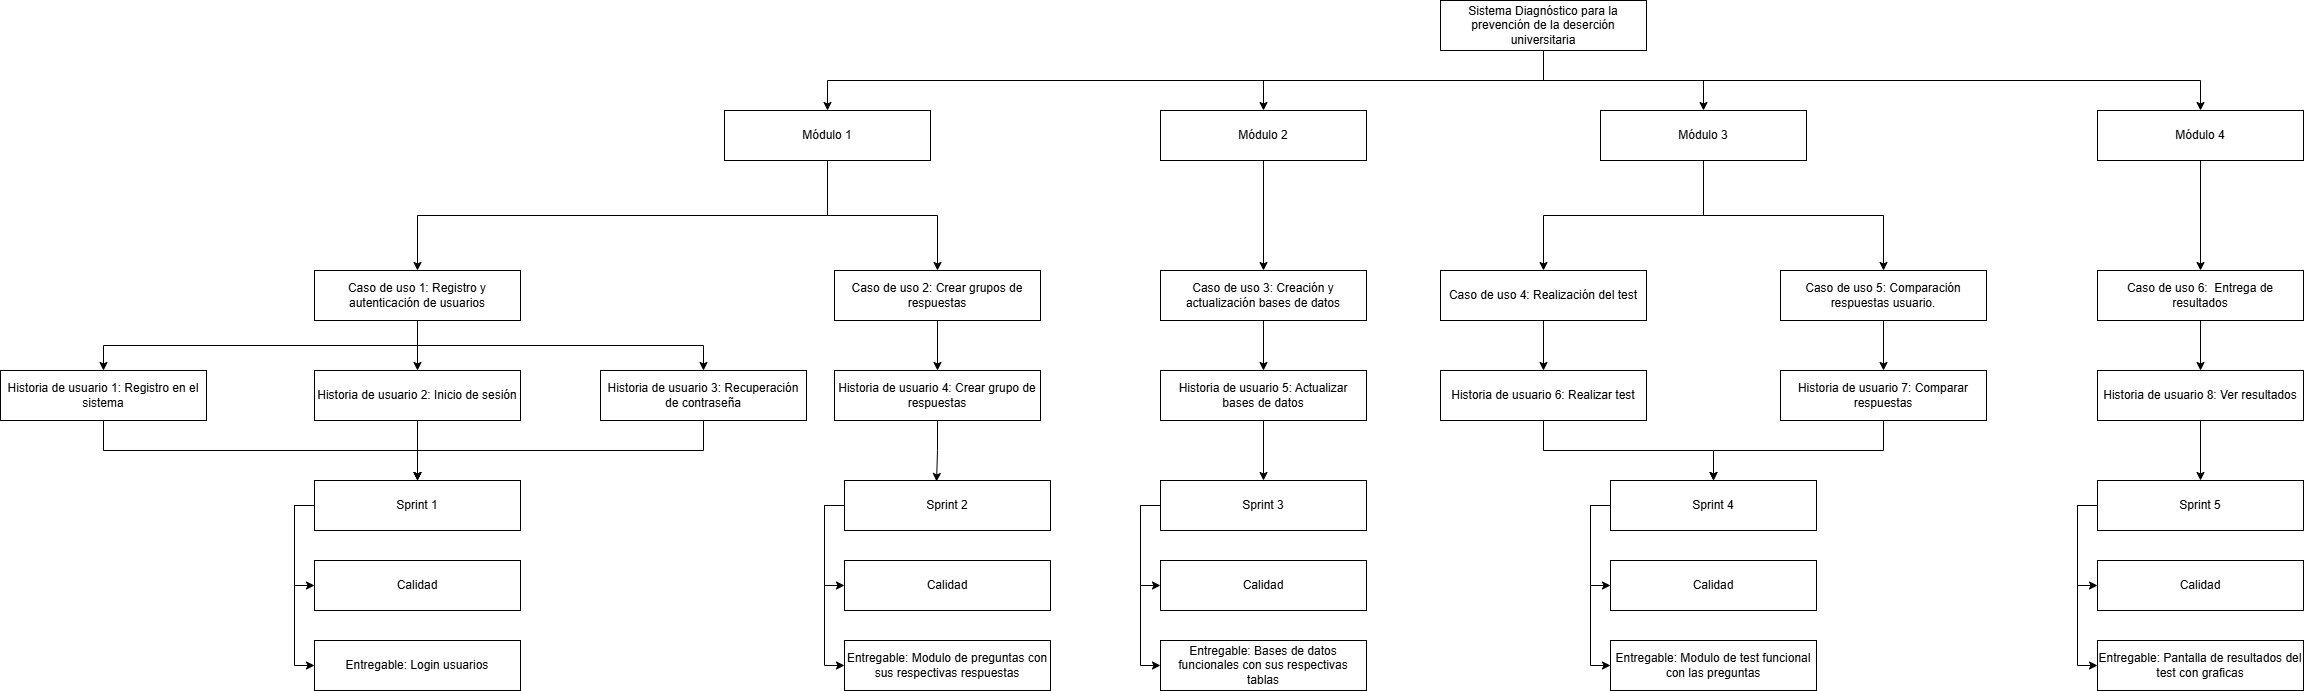 Sistema Diagnóstico para la
prevención de la deserción
universitaria
Módulo 1
Módulo 2
Módulo 3
Módulo 4
Caso de uso 1: Registro y
autenticación de usuarios
Caso de uso 2: Crear grupos de
respuestas
Caso de uso 3: Creación y
actualización bases de datos
Caso de uso 4: Realización del test
Caso de uso 5: Comparación
respuestas usuario.
Caso de uso 6:  Entrega de
resultados
Historia de usuario 1: Registro en el
sistema
Historia de usuario 2: Inicio de sesión
Historia de usuario 3: Recuperación
de contraseña
Historia de usuario 4: Crear grupo de
respuestas
Historia de usuario 5: Actualizar
bases de datos
Historia de usuario 6: Realizar test
Historia de usuario 7: Comparar
respuestas
Historia de usuario 8: Ver resultados
Sprint 1
Sprint 2
Sprint 3
Sprint 4
Sprint 5
Calidad
Calidad
Calidad
Calidad
Calidad
Entregable: Login usuarios
Entregable: Modulo de preguntas con
sus respectivas respuestas
Entregable: Bases de datos
funcionales con sus respectivas
tablas
Entregable: Modulo de test funcional
con las preguntas
Entregable: Pantalla de resultados del
test con graficas